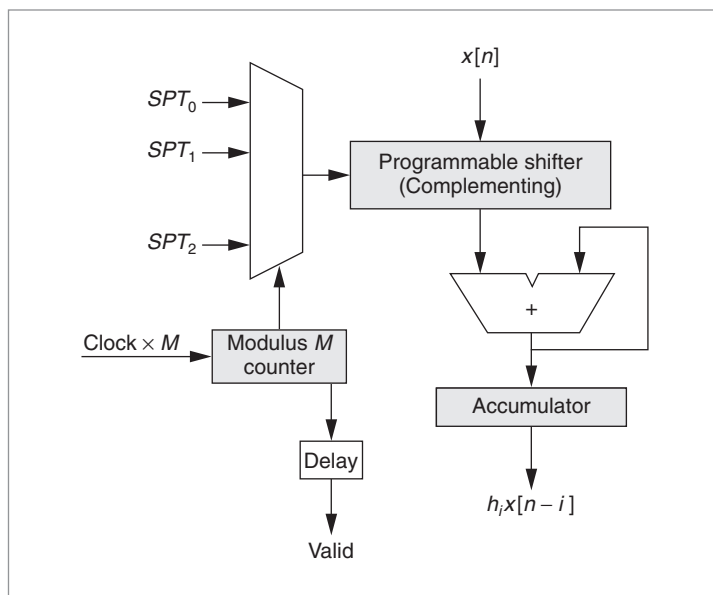 x[n]
SPT₀
SPT₁
SPT₂
Programmable shifter
(Complementing)
+
Clock × M
Modulus M
counter
Accumulator
Delay
hᵢx[n – i]
Valid